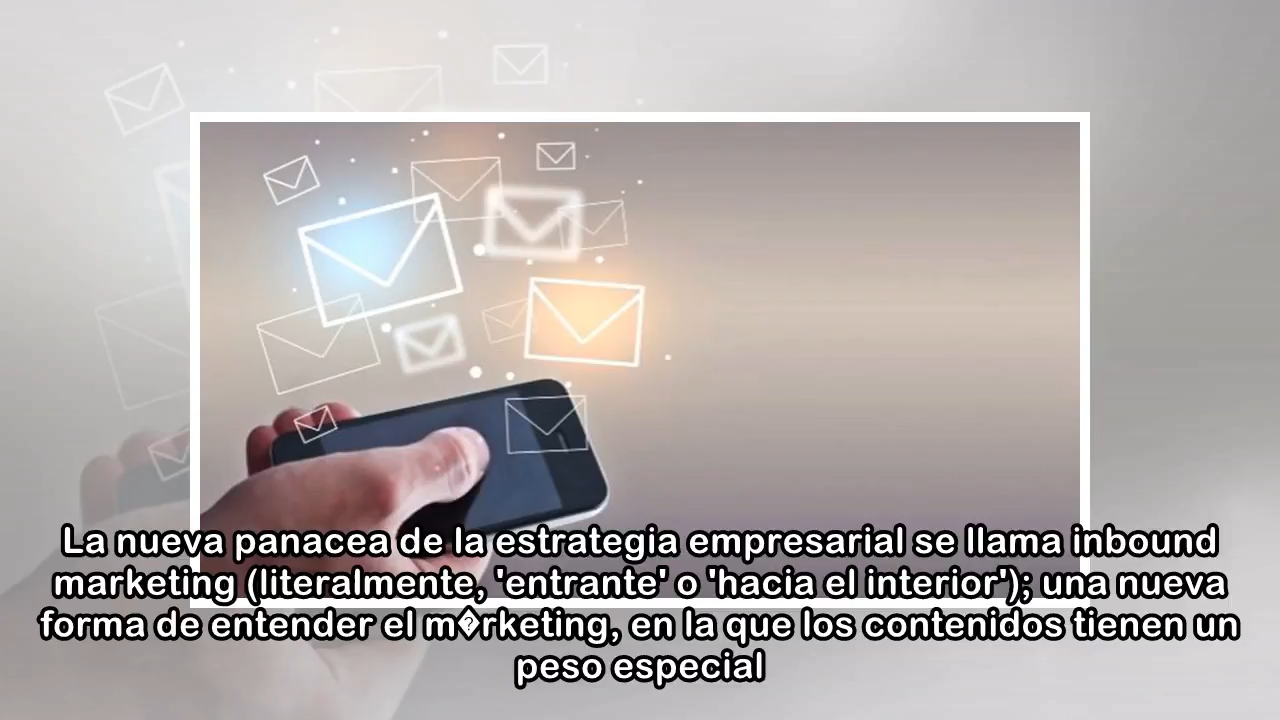 La nueva panacea de la estrategia empresarial se llama inbound
marketing (literalmente, 'entrante' o 'hacia el interior'); una nueva
forma de entender el m�rketing, en la que los contenidos tienen un
peso especial